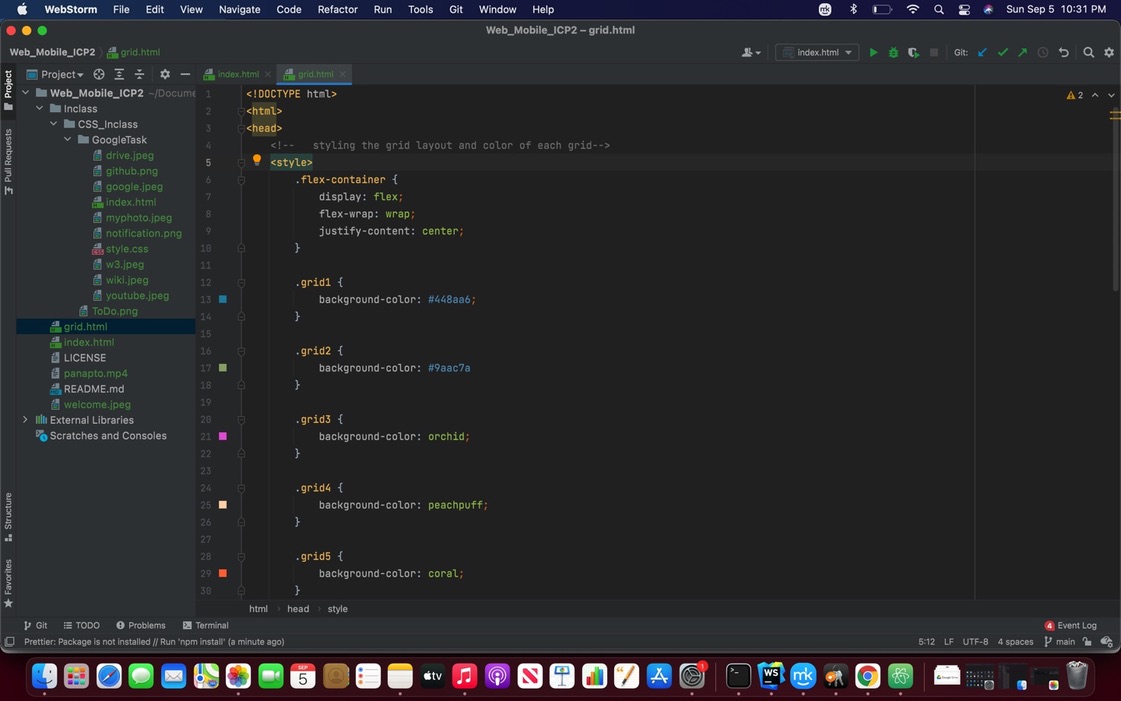 WebStorm File Edit View Navigate Code Refactor Run Tools Git Window Help mk Sun Sep 5 10:31 PM
Web_Mobile_ICP2 – grid.html
Web_Mobile_ICP2 grid.html index.html Git:
Project index.html grid.html
Project
Pull Requests
Structure
Favorites
Web_Mobile_ICP2 ~/Docume
Inclass
CSS_Inclass
GoogleTask
drive.jpeg
github.png
google.jpeg
index.html
myphoto.jpeg
notification.png
style.css
w3.jpeg
wiki.jpeg
youtube.jpeg
ToDo.png
grid.html
index.html
LICENSE
panapto.mp4
README.md
welcome.jpeg
External Libraries
Scratches and Consoles
2
1 <!DOCTYPE html>
2 <html>
3 <head>
4 <!--   styling the grid layout and color of each grid-->
5 <style>
6 .flex-container {
7 display: flex;
8 flex-wrap: wrap;
9 justify-content: center;
10 }
11
12 .grid1 {
13 background-color: #448aa6;
14 }
15
16 .grid2 {
17 background-color: #9aac7a
18 }
19
20 .grid3 {
21 background-color: orchid;
22 }
23
24 .grid4 {
25 background-color: peachpuff;
26 }
27
28 .grid5 {
29 background-color: coral;
30 }
html head style
Git TODO Problems Terminal 4 Event Log
Prettier: Package is not installed // Run 'npm install' (a minute ago) 5:12 LF UTF-8 4 spaces main
SEP
5
tv
1
WS
mk